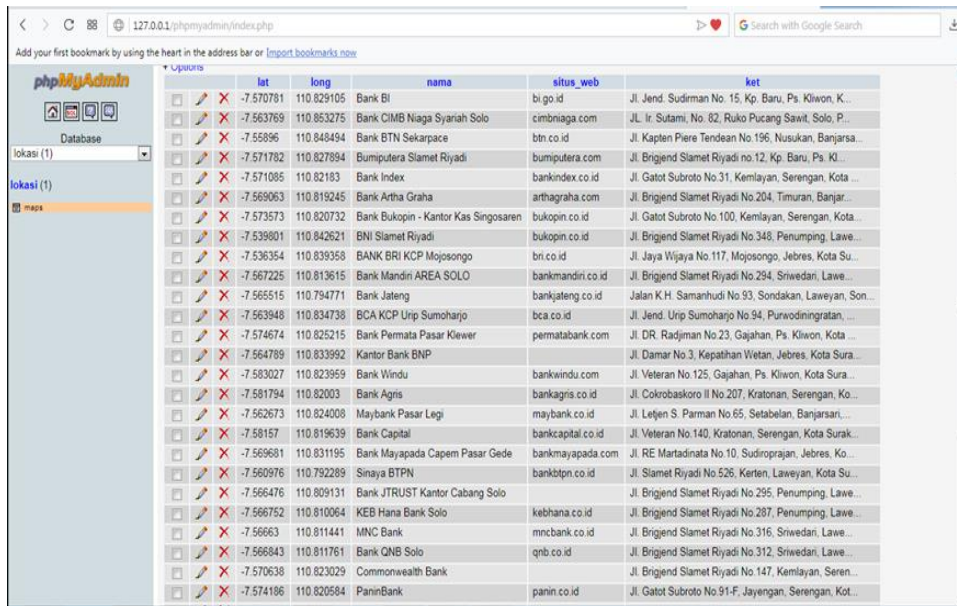 127.0.0.1/phpmyadmin/index.php
Search with Google Search
Add your first bookmark by using the heart in the address bar or Import bookmarks now
phpMyAdmin
Database
lokasi (1)
lokasi (1)
maps
+ Options
lat long nama situs_web ket
-7.570781 110.829105 Bank BI bi.go.id Jl. Jend. Sudirman No. 15, Kp. Baru, Ps. Kliwon, K...
-7.563769 110.853275 Bank CIMB Niaga Syariah Solo cimbniaga.com JL. Ir. Sutami, No. 82, Ruko Pucang Sawit, Solo, P...
-7.55896 110.848494 Bank BTN Sekarpace btn.co.id Jl. Kapten Piere Tendean No.196, Nusukan, Banjarsa...
-7.571782 110.827894 Bumiputera Slamet Riyadi bumiputera.com Jl. Brigjend Slamet Riyadi no.12, Kp. Baru, Ps. Kl...
-7.571085 110.82183 Bank Index bankindex.co.id Jl. Gatot Subroto No.31, Kemlayan, Serengan, Kota ...
-7.569063 110.819245 Bank Artha Graha arthagraha.com Jl. Brigjend Slamet Riyadi No.204, Timuran, Banjar...
-7.573573 110.820732 Bank Bukopin - Kantor Kas Singosaren bukopin.co.id Jl. Gatot Subroto No.100, Kemlayan, Serengan, Kota...
-7.539801 110.842621 BNI Slamet Riyadi bukopin.co.id Jl. Brigjend Slamet Riyadi No.348, Penumping, Lawe...
-7.536354 110.839358 BANK BRI KCP Mojosongo bri.co.id Jl. Jaya Wijaya No.117, Mojosongo, Jebres, Kota Su...
-7.567225 110.813615 Bank Mandiri AREA SOLO bankmandiri.co.id Jl. Brigjend Slamet Riyadi No.294, Sriwedari, Lawe...
-7.565515 110.794771 Bank Jateng bankjateng.co.id Jalan K.H. Samanhudi No.93, Sondakan, Laweyan, Son...
-7.563948 110.834738 BCA KCP Urip Sumoharjo bca.co.id Jl. Jend. Urip Sumoharjo No.94, Purwodiningratan, ...
-7.574674 110.825215 Bank Permata Pasar Klewer permatabank.com Jl. DR. Radjiman No.23, Gajahan, Ps. Kliwon, Kota ...
-7.564789 110.833992 Kantor Bank BNP Jl. Damar No.3, Kepatihan Wetan, Jebres, Kota Sura...
-7.583027 110.823959 Bank Windu bankwindu.com Jl. Veteran No.125, Gajahan, Ps. Kliwon, Kota Sura...
-7.581794 110.82003 Bank Agris bankagris.co.id Jl. Cokrobaskoro II No.207, Kratonan, Serengan, Ko...
-7.562673 110.824008 Maybank Pasar Legi maybank.co.id Jl. Letjen S. Parman No.65, Setabelan, Banjarsari,...
-7.58157 110.819639 Bank Capital bankcapital.co.id Jl. Veteran No.140, Kratonan, Serengan, Kota Surak...
-7.569681 110.831195 Bank Mayapada Capem Pasar Gede bankmayapada.com Jl. RE Martadinata No.10, Sudiroprajan, Jebres, Ko...
-7.560976 110.792289 Sinaya BTPN bankbtpn.co.id Jl. Slamet Riyadi No.526, Kerten, Laweyan, Kota Su...
-7.566476 110.809131 Bank JTRUST Kantor Cabang Solo Jl. Brigjend Slamet Riyadi No.295, Penumping, Lawe...
-7.566752 110.810064 KEB Hana Bank Solo kebhana.co.id Jl. Brigjend Slamet Riyadi No.287, Penumping, Lawe...
-7.56663 110.811441 MNC Bank mncbank.co.id Jl. Brigjend Slamet Riyadi No.316, Sriwedari, Lawe...
-7.566843 110.811761 Bank QNB Solo qnb.co.id Jl. Brigjend Slamet Riyadi No.312, Sriwedari, Lawe...
-7.570638 110.823029 Commonwealth Bank Jl. Brigjend Slamet Riyadi No.147, Kemlayan, Seren...
-7.574186 110.820584 PaninBank panin.co.id Jl. Gatot Subroto No.91-F, Jayengan, Serengan, Kot...